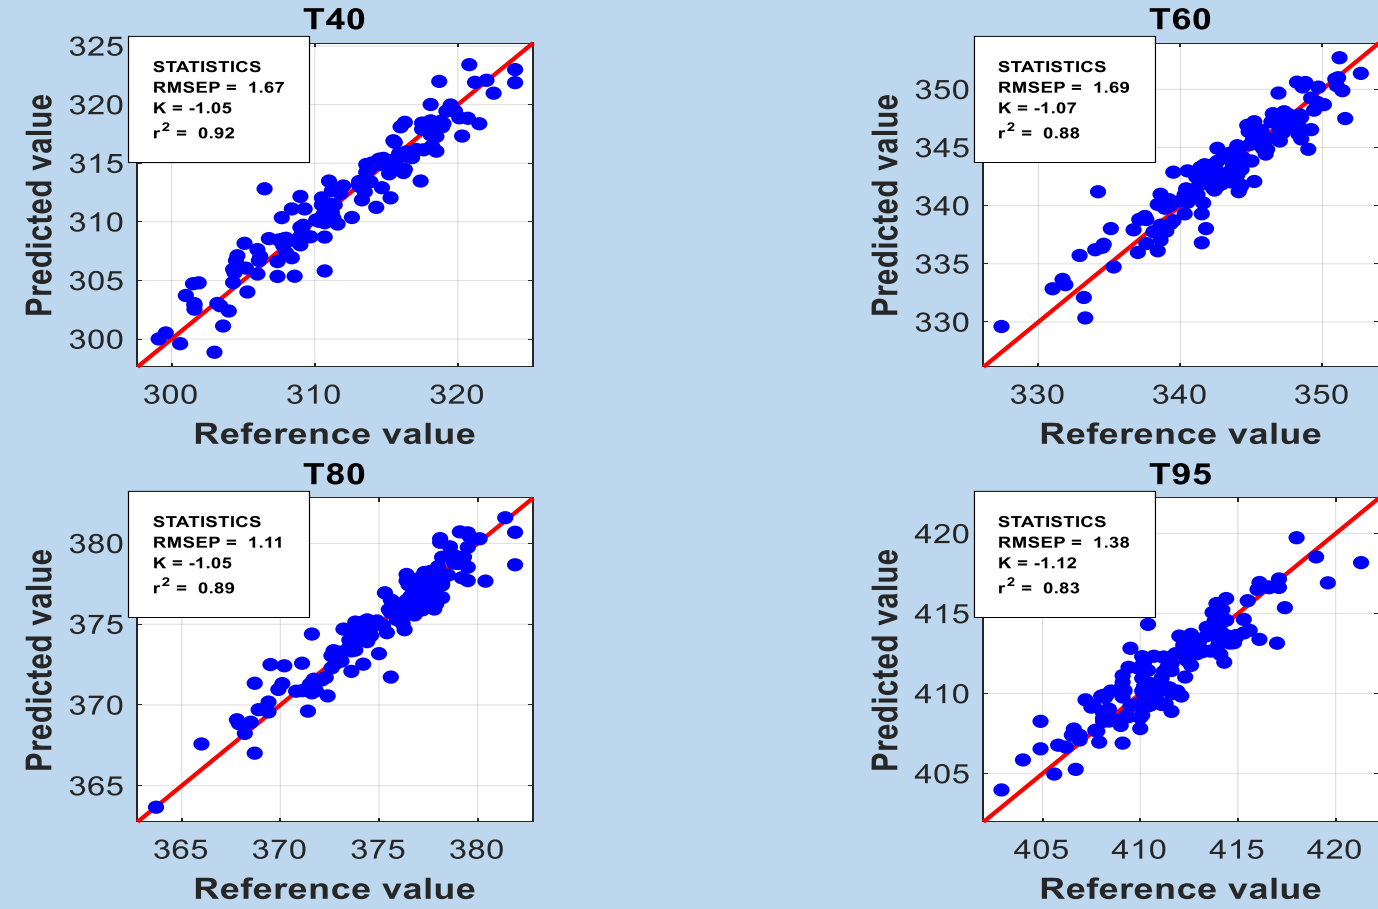 T40
STATISTICS
RMSEP = 1.67
K = -1.05
r² = 0.92
Predicted value
325
320
315
310
305
300
300 310 320
Reference value
T60
STATISTICS
RMSEP = 1.69
K = -1.07
r² = 0.88
Predicted value
350
345
340
335
330
330 340 350
Reference value
T80
STATISTICS
RMSEP = 1.11
K = -1.05
r² = 0.89
Predicted value
380
375
370
365
365 370 375 380
Reference value
T95
STATISTICS
RMSEP = 1.38
K = -1.12
r² = 0.83
Predicted value
420
415
410
405
405 410 415 420
Reference value